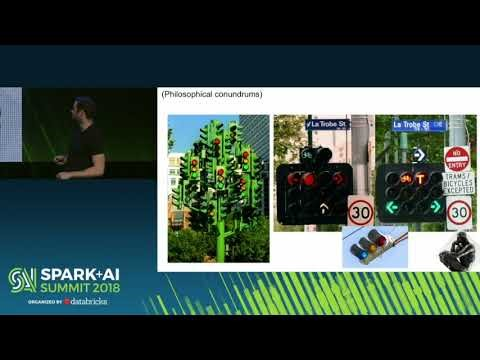 (Philosophical conundrums)
La Trobe St
La Trobe St
NO
ENTRY
TRAMS/
BICYCLES
EXCEPTED
30
30
T
SPARK+AI
SUMMIT 2018
ORGANIZED BY databricks